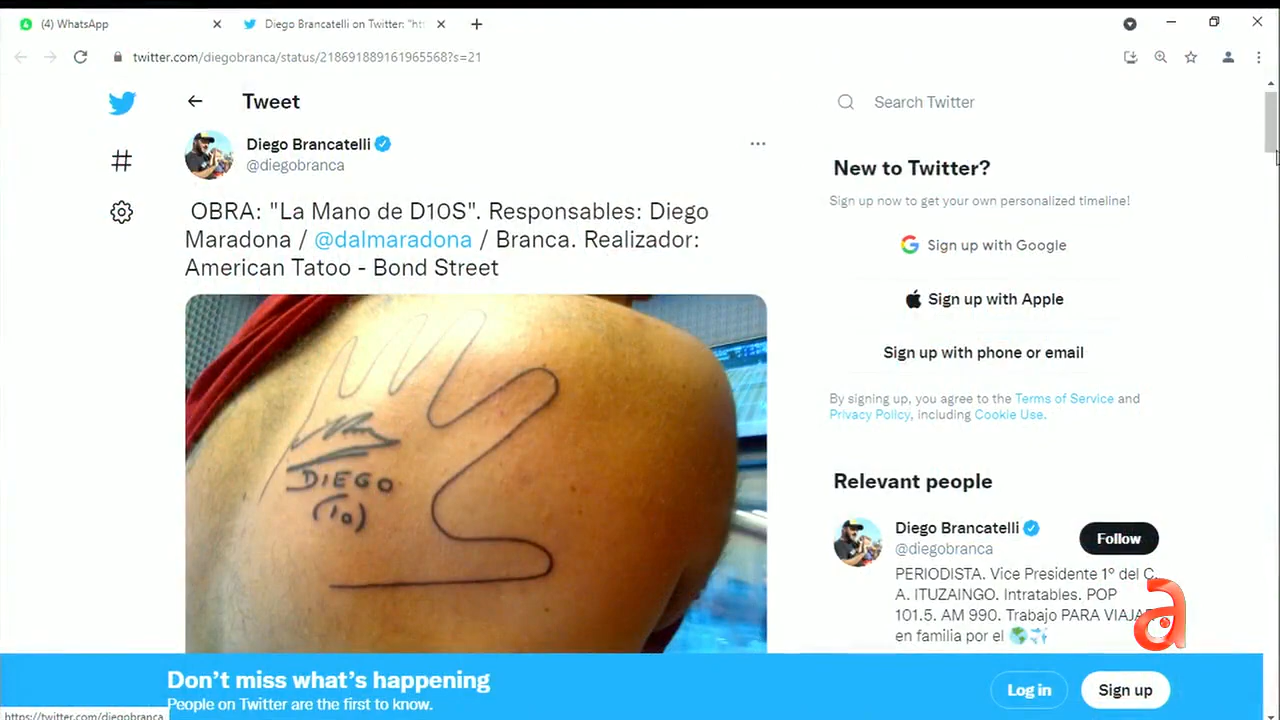 (4) WhatsApp
Diego Brancatelli on Twitter: "htt
twitter.com/diegobranca/status/218691889161965568?s=21
Tweet
Search Twitter
Diego Brancatelli
@diegobranca
OBRA: "La Mano de D10S". Responsables: Diego
Maradona / @dalmaradona / Branca. Realizador:
American Tatoo - Bond Street
DIEGO
(10)
New to Twitter?
Sign up now to get your own personalized timeline!
Sign up with Google
Sign up with Apple
Sign up with phone or email
By signing up, you agree to the Terms of Service and
Privacy Policy, including Cookie Use.
Relevant people
Diego Brancatelli
@diegobranca
Follow
PERIODISTA. Vice Presidente 1º del C.
A. ITUZAINGO. Intratables. POP
101.5. AM 990. Trabajo PARA VIAJAR
en familia por el
a
Don't miss what's happening
People on Twitter are the first to know.
Log in
Sign up
https://twitter.com/diegobranca